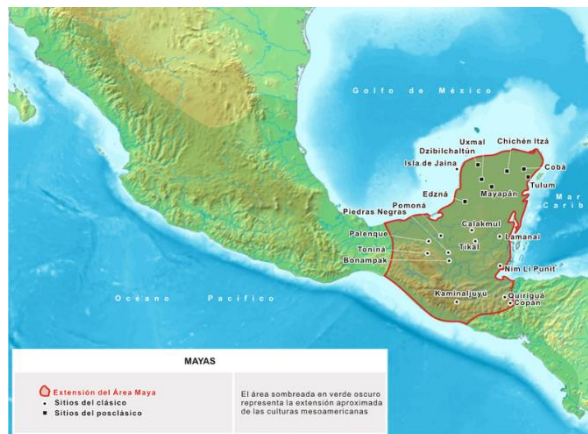 Golfo de México
Uxmal
Chichén Itzá
Dzibilchaltún
Isla de Jaina
Cobá
Tulum
Mayapán
Edzná
Mar
Carib
Pomoná
Piedras Negras
Calakmul
Palenque
Lamanai
Toniná
Tikal
Bonampak
Nim Li Punit
Kaminaljuyú
Quiriguá
Copán
Océano Pacífico
MAYAS
Extensión del Área Maya
Sitios del clásico
Sitios del posclásico
El área sombreada en verde oscuro
representa la extensión aproximada
de las culturas mesoamericanas